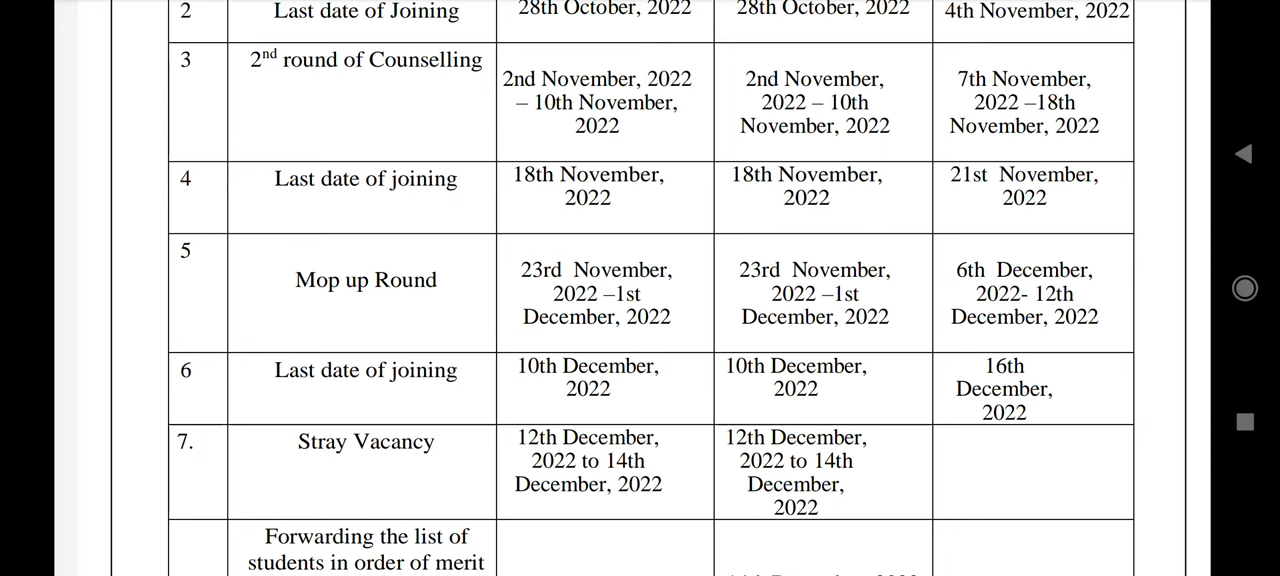 2 Last date of Joining 28th October, 2022 28th October, 2022 4th November, 2022
3 2nd round of Counselling
2nd November, 2022 2nd November, 7th November,
– 10th November, 2022 – 10th 2022 –18th
2022 November, 2022 November, 2022
4 Last date of joining 18th November, 18th November, 21st November,
2022 2022 2022
5
Mop up Round 23rd November, 23rd November, 6th December,
2022 –1st 2022 –1st 2022- 12th
December, 2022 December, 2022 December, 2022
6 Last date of joining 10th December, 10th December, 16th
2022 2022 December,
2022
7. Stray Vacancy 12th December, 12th December,
2022 to 14th 2022 to 14th
December, 2022 December,
2022
Forwarding the list of
students in order of merit